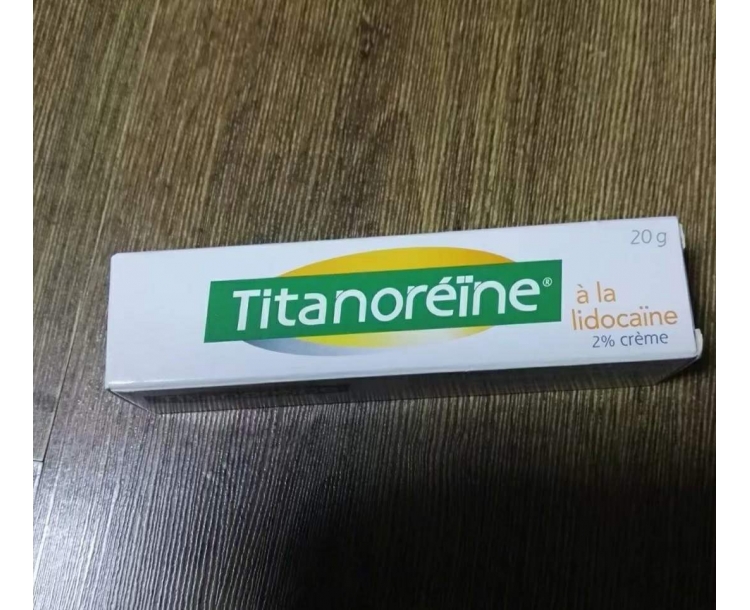 20 g
Titanoréïne®
à la
lidocaïne
2% crème